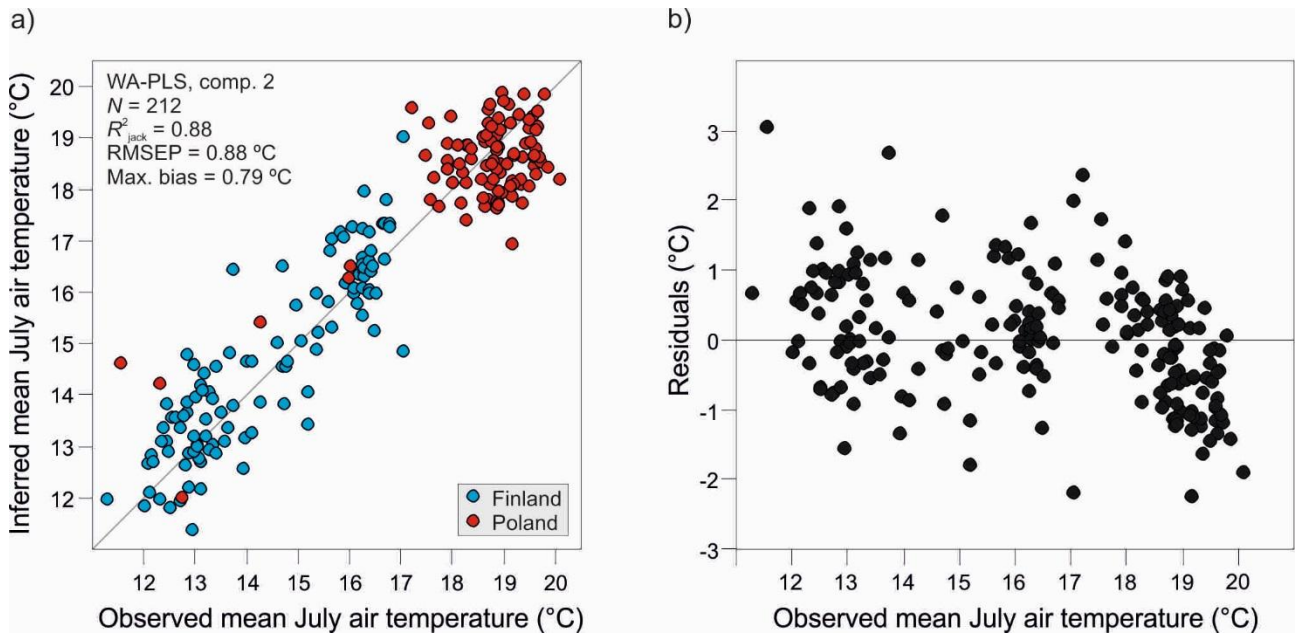 a)
WA-PLS, comp. 2
N = 212
R²jack = 0.88
RMSEP = 0.88 ºC
Max. bias = 0.79 ºC
Inferred mean July air temperature (°C)
20
19
18
17
16
15
14
13
12
Finland
Poland
12 13 14 15 16 17 18 19 20
Observed mean July air temperature (°C)
b)
Residuals (°C)
3
2
1
0
-1
-2
-3
12 13 14 15 16 17 18 19 20
Observed mean July air temperature (°C)